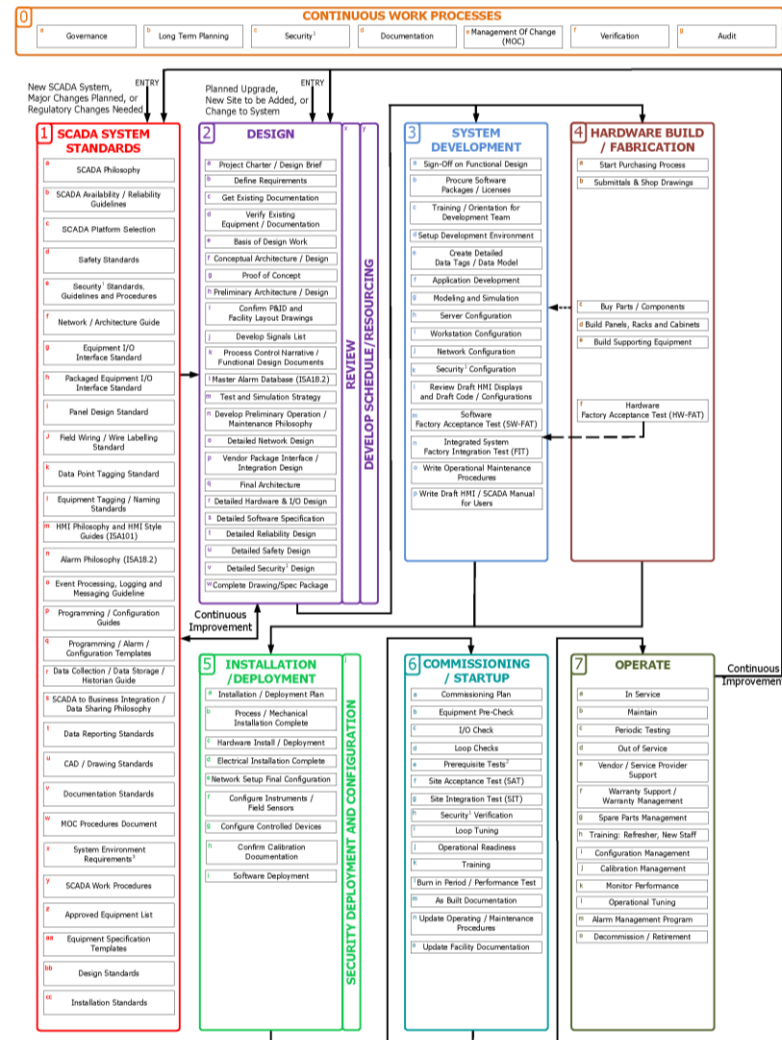 0
CONTINUOUS WORK PROCESSES
a Governance
b Long Term Planning
c Security¹
d Documentation
e Management Of Change
(MOC)
f Verification
g Audit
New SCADA System,
Major Changes Planned, or
Regulatory Changes Needed
ENTRY
Planned Upgrade,
New Site to be Added, or
Change to System
ENTRY
1 SCADA SYSTEM
STANDARDS
a SCADA Philosophy
b SCADA Availability / Reliability
Guidelines
c SCADA Platform Selection
d Safety Standards
e Security¹ Standards,
Guidelines and Procedures
f Network / Architecture Guide
g Equipment I/O
Interface Standard
h Packaged Equipment I/O
Interface Standard
i Panel Design Standard
j Field Wiring / Wire Labelling
Standard
k Data Point Tagging Standard
l Equipment Tagging / Naming
Standards
m HMI Philosophy and HMI Style
Guides (ISA101)
n Alarm Philosophy (ISA18.2)
o Event Processing, Logging and
Messaging Guideline
p Programming / Configuration
Guides
q Programming / Alarm /
Configuration Templates
r Data Collection / Data Storage /
Historian Guide
s SCADA to Business Integration /
Data Sharing Philosophy
t Data Reporting Standards
u CAD / Drawing Standards
v Documentation Standards
w MOC Procedures Document
x System Environment
Requirements³
y SCADA Work Procedures
z Approved Equipment List
aa Equipment Specification
Templates
bb Design Standards
cc Installation Standards
2 DESIGN
a Project Charter / Design Brief
b Define Requirements
c Get Existing Documentation
d Verify Existing
Equipment / Documentation
e Basis of Design Work
f Conceptual Architecture / Design
g Proof of Concept
h Preliminary Architecture / Design
i Confirm P&ID and
Facility Layout Drawings
j Develop Signals List
k Process Control Narrative /
Functional Design Documents
l Master Alarm Database (ISA18.2)
m Test and Simulation Strategy
n Develop Preliminary Operation /
Maintenance Philosophy
o Detailed Network Design
p Vendor Package Interface /
Integration Design
q Final Architecture
r Detailed Hardware & I/O Design
s Detailed Software Specification
t Detailed Reliability Design
u Detailed Safety Design
v Detailed Security¹ Design
w Complete Drawing/Spec Package
x REVIEW
y DEVELOP SCHEDULE/RESOURCING
Continuous
Improvement
3 SYSTEM
DEVELOPMENT
a Sign-Off on Functional Design
b Procure Software
Packages / Licenses
c Training / Orientation for
Development Team
d Setup Development Environment
e Create Detailed
Data Tags / Data Model
f Application Development
g Modeling and Simulation
h Server Configuration
i Workstation Configuration
j Network Configuration
k Security¹ Configuration
l Review Draft HMI Displays
and Draft Code / Configurations
m Software
Factory Acceptance Test (SW-FAT)
n Integrated System
Factory Integration Test (FIT)
o Write Operational Maintenance
Procedures
p Write Draft HMI / SCADA Manual
for Users
4 HARDWARE BUILD
/ FABRICATION
a Start Purchasing Process
b Submittals & Shop Drawings
c Buy Parts / Components
d Build Panels, Racks and Cabinets
e Build Supporting Equipment
f Hardware
Factory Acceptance Test (HW-FAT)
5 INSTALLATION
/DEPLOYMENT
a Installation / Deployment Plan
b Process / Mechanical
Installation Complete
c Hardware Install / Deployment
d Electrical Installation Complete
e Network Setup Final Configuration
f Configure Instruments /
Field Sensors
g Configure Controlled Devices
h Confirm Calibration
Documentation
i Software Deployment
j SECURITY DEPLOYMENT AND CONFIGURATION
6 COMMISSIONING
/ STARTUP
a Commissioning Plan
b Equipment Pre-Check
c I/O Check
d Loop Checks
e Prerequisite Tests²
f Site Acceptance Test (SAT)
g Site Integration Test (SIT)
h Security¹ Verification
i Loop Tuning
j Operational Readiness
k Training
l Burn in Period / Performance Test
m As Built Documentation
n Update Operating / Maintenance
Procedures
o Update Facility Documentation
7 OPERATE
a In Service
b Maintain
c Periodic Testing
d Out of Service
e Vendor / Service Provider
Support
f Warranty Support /
Warranty Management
g Spare Parts Management
h Training: Refresher, New Staff
i Configuration Management
j Calibration Management
k Monitor Performance
l Operational Tuning
m Alarm Management Program
o Decommission / Retirement
Continuous
Improvement